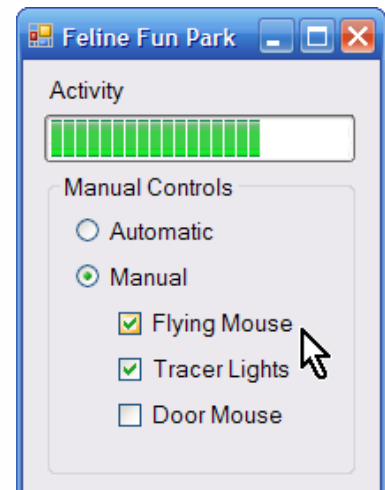 Feline Fun Park
Activity
Manual Controls
Automatic
Manual
Flying Mouse
Tracer Lights
Door Mouse